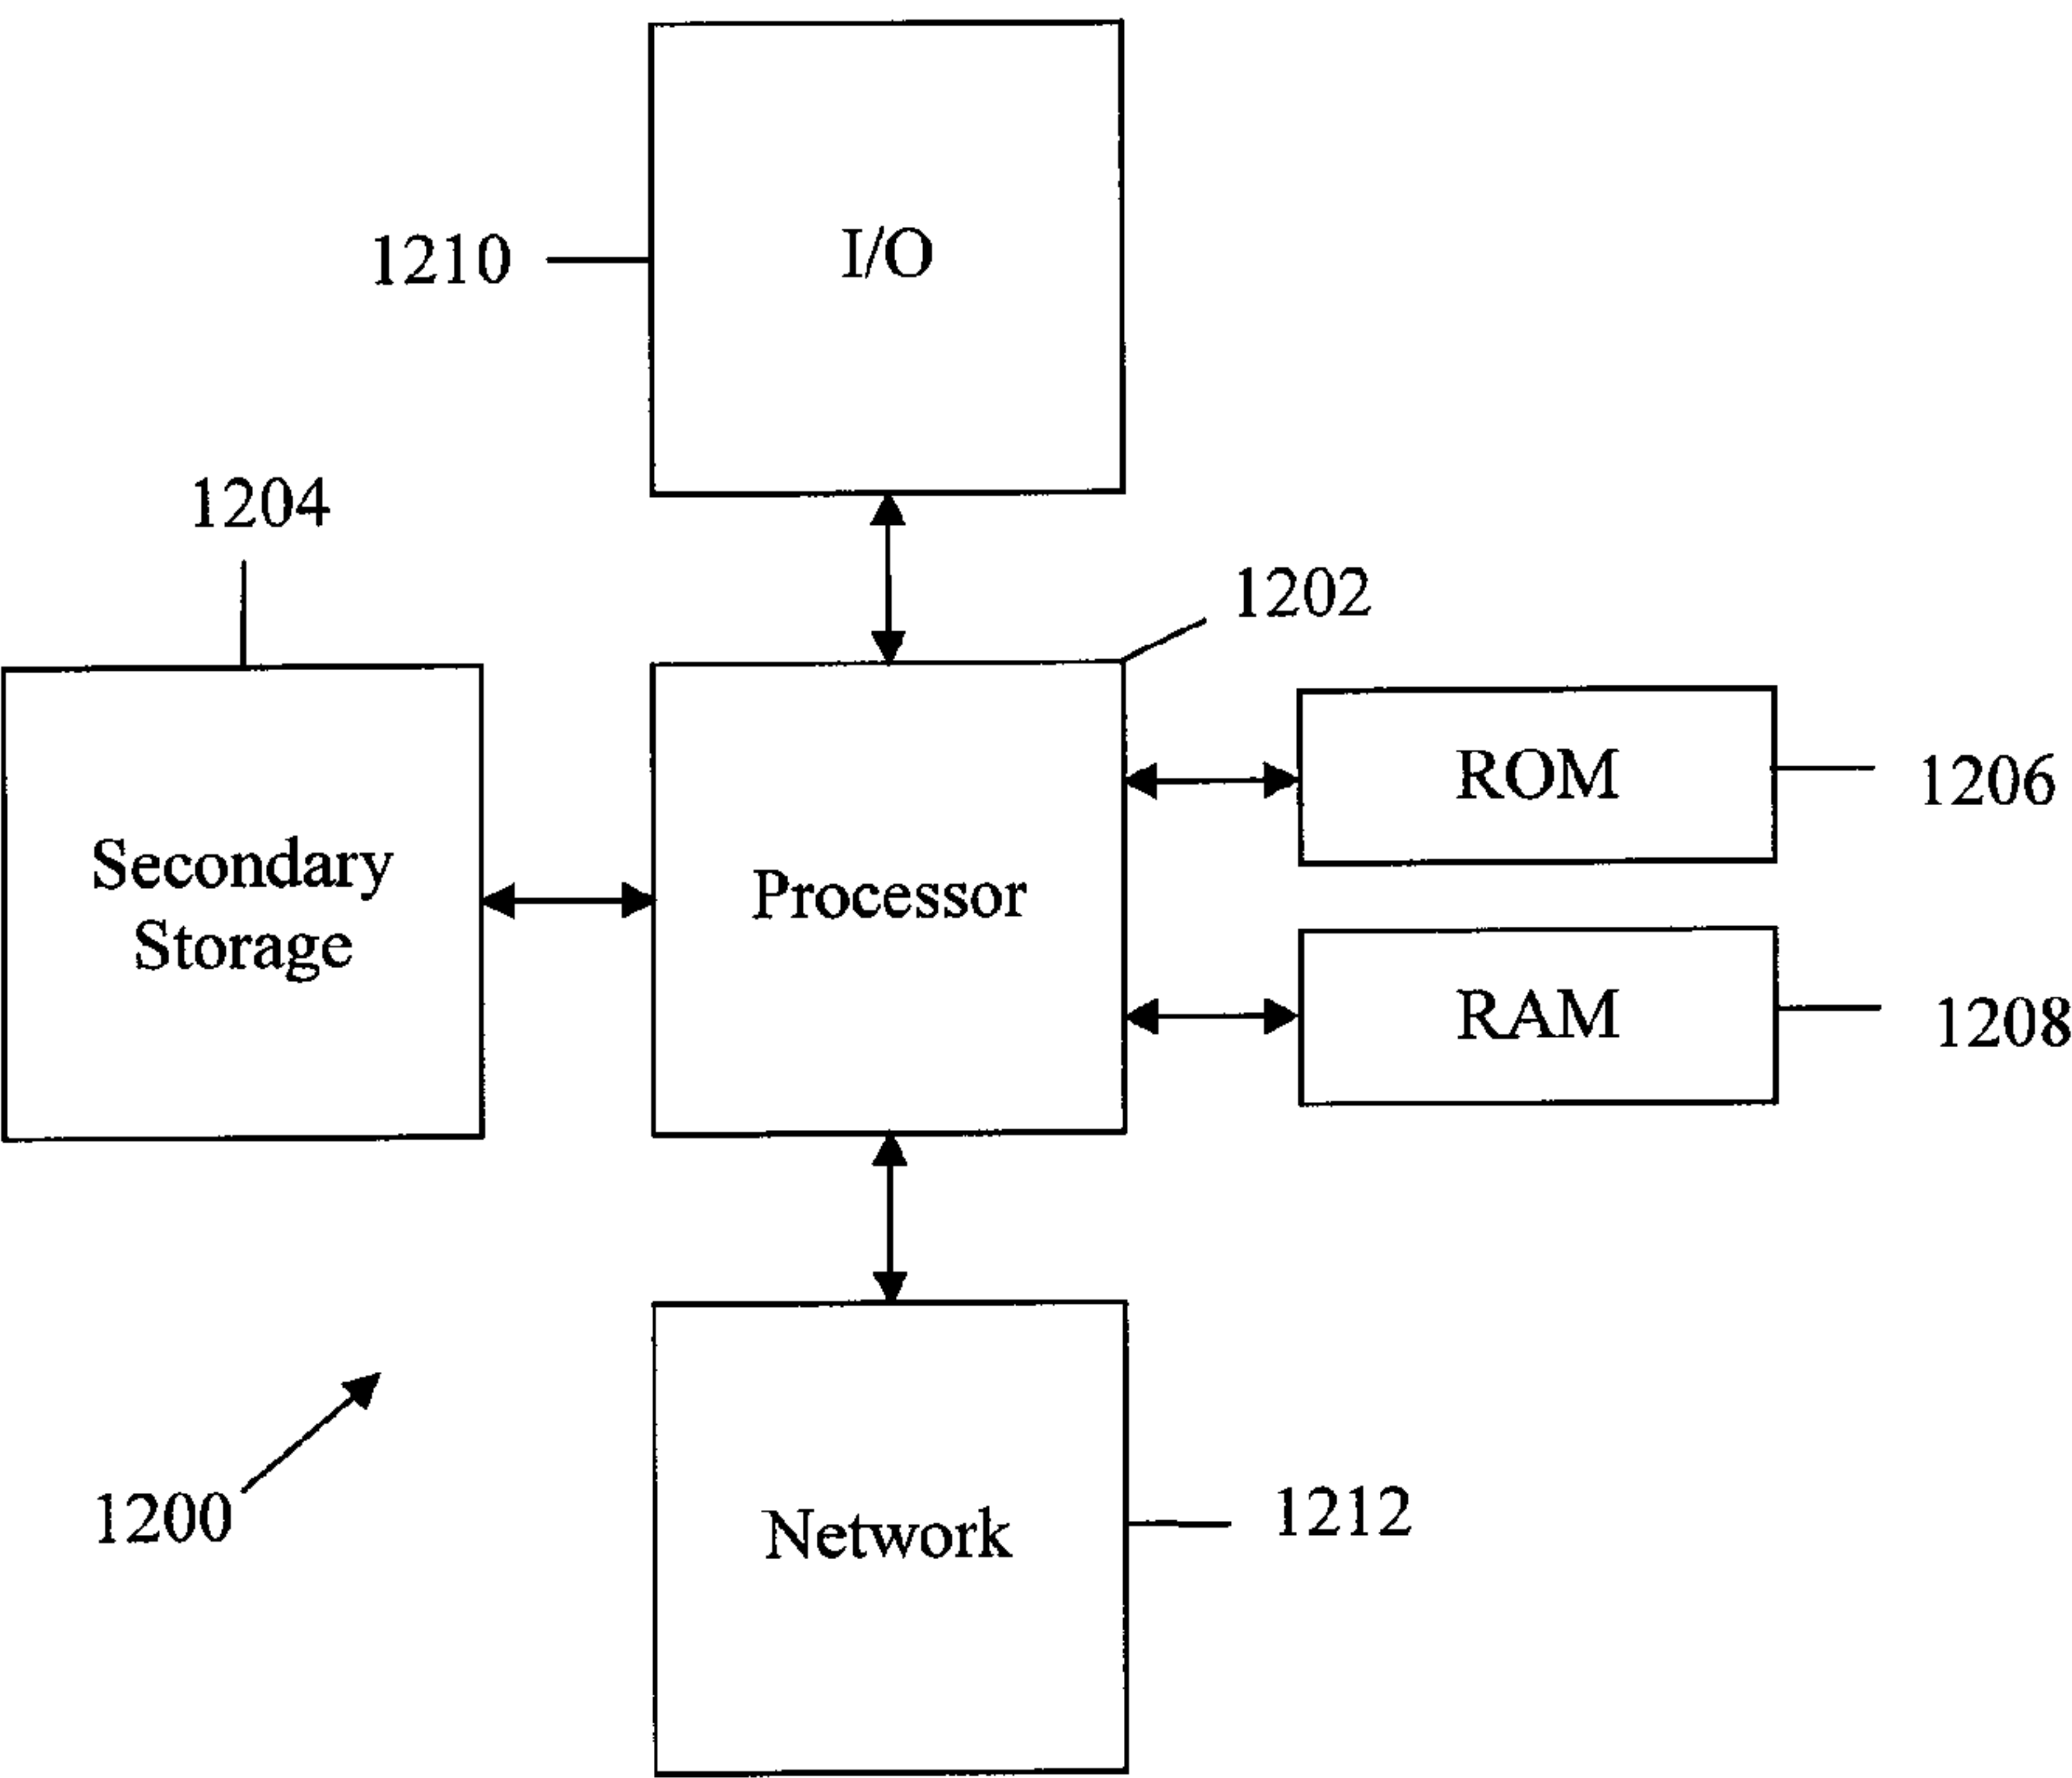 I/O
1210
1204
1202
ROM
1206
Secondary
Storage
Processor
RAM
1208
1200
Network
1212